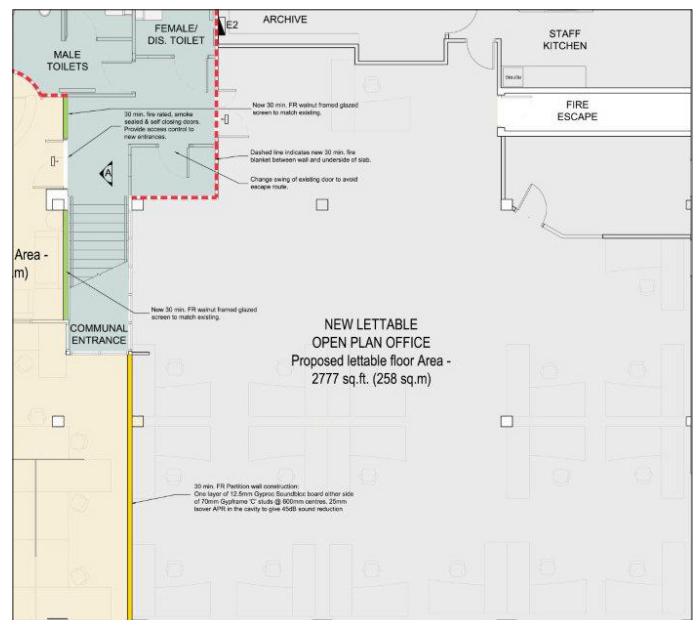 ARCHIVE
E2
FEMALE/
DIS. TOILET
STAFF
KITCHEN
MALE
TOILETS
FIRE
ESCAPE
30 min. fire rated, smoke
sealed & self closing doors.
Provide access control to
new entrances.
New 30 min. FR walnut framed glazed
screen to match existing.
Dashed line indicates new 30 min. fire
blanket between wall and underside of slab.
Change swing of existing door to avoid
escape route.
A
Area -
.m)
New 30 min. FR walnut framed glazed
screen to match existing.
COMMUNAL
ENTRANCE
NEW LETTABLE
OPEN PLAN OFFICE
Proposed lettable floor Area -
2777 sq.ft. (258 sq.m)
30 min. FR Partition wall construction:
One layer of 12.5mm Gyproc Soundbloc board either side
of 70mm Gypframe 'C' studs @ 600mm centres, 25mm
Isover APR in the cavity to give 45dB sound reduction